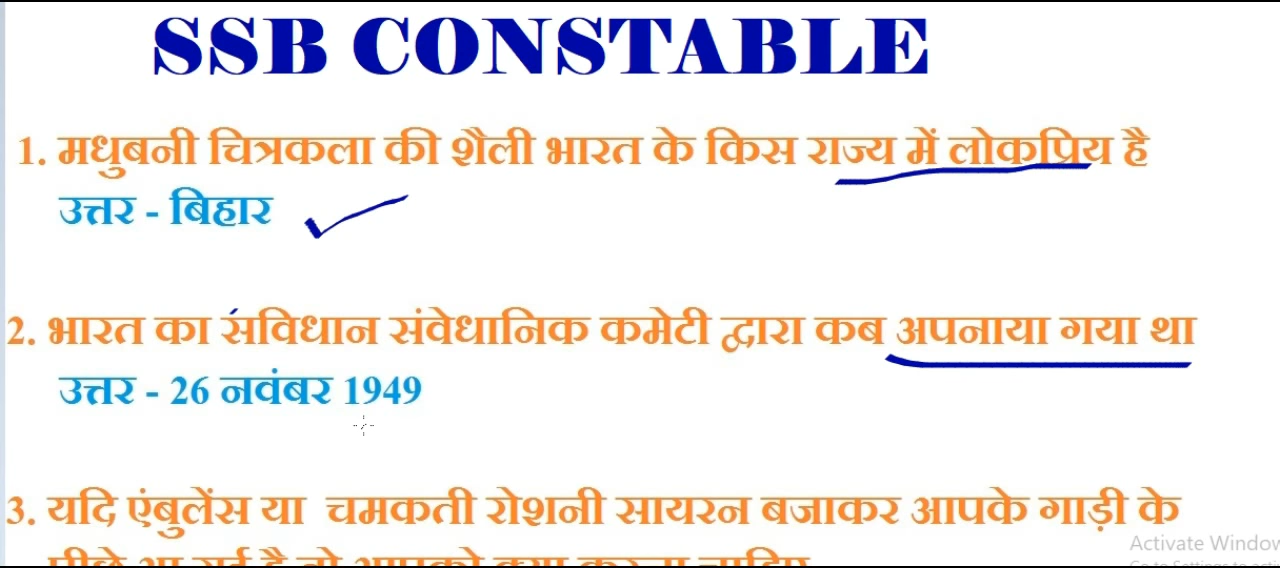 SSB CONSTABLE
1. मधुबनी चित्रकला की शैली भारत के किस राज्य में लोकप्रिय है
उत्तर - बिहार
2. भारत का संविधान संवेधानिक कमेटी द्वारा कब अपनाया गया था
उत्तर - 26 नवंबर 1949
3. यदि एंबुलेंस या चमकती रोशनी सायरन बजाकर आपके गाड़ी के
Activate Window